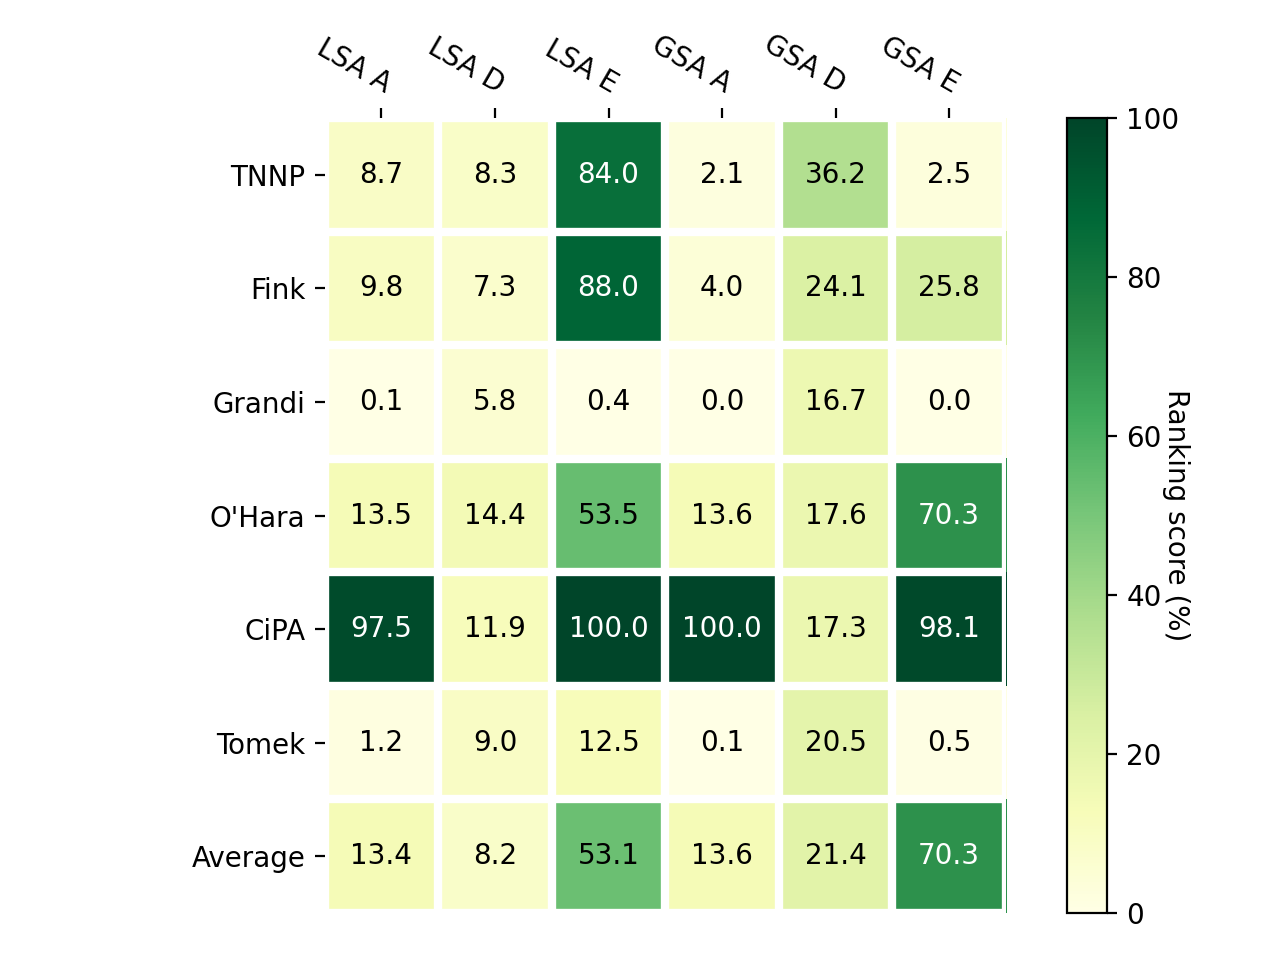 LSA A LSA D LSA E GSA A GSA D GSA E
TNNP 8.7 8.3 84.0 2.1 36.2 2.5
Fink 9.8 7.3 88.0 4.0 24.1 25.8
Grandi 0.1 5.8 0.4 0.0 16.7 0.0
O'Hara 13.5 14.4 53.5 13.6 17.6 70.3
CiPA 97.5 11.9 100.0 100.0 17.3 98.1
Tomek 1.2 9.0 12.5 0.1 20.5 0.5
Average 13.4 8.2 53.1 13.6 21.4 70.3
100
80
60
40
20
0
Ranking score (%)